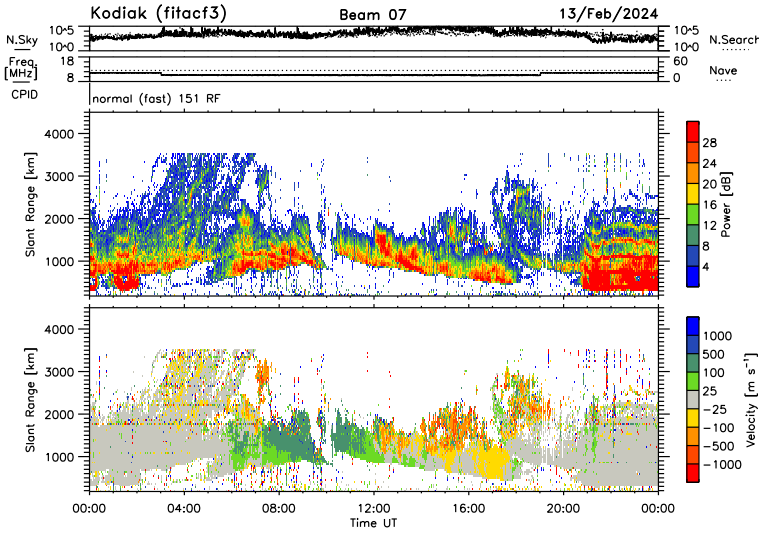 Kodiak (fitacf3) Beam 07 13/Feb/2024
N.Sky 10^5 10^0 10^5 10^0 N.Search
Freq. [MHz] 18 8 60 0 Nave
CPID normal (fast) 151 RF
Slant Range [km]
4000
3000
2000
1000
28
24
20
16
12
8
4
Power [dB]
Slant Range [km]
4000
3000
2000
1000
1000
500
100
25
-25
-100
-500
-1000
Velocity [m s^-1]
00:00 04:00 08:00 12:00 16:00 20:00 00:00
Time UT